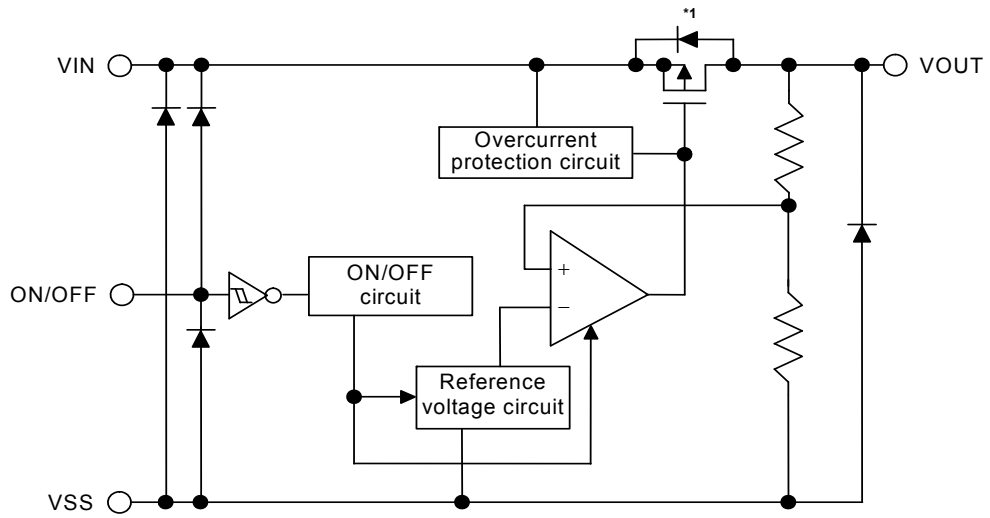 *1
VIN
VOUT
Overcurrent
protection circuit
+
−
ON/OFF
ON/OFF
circuit
Reference
voltage circuit
VSS